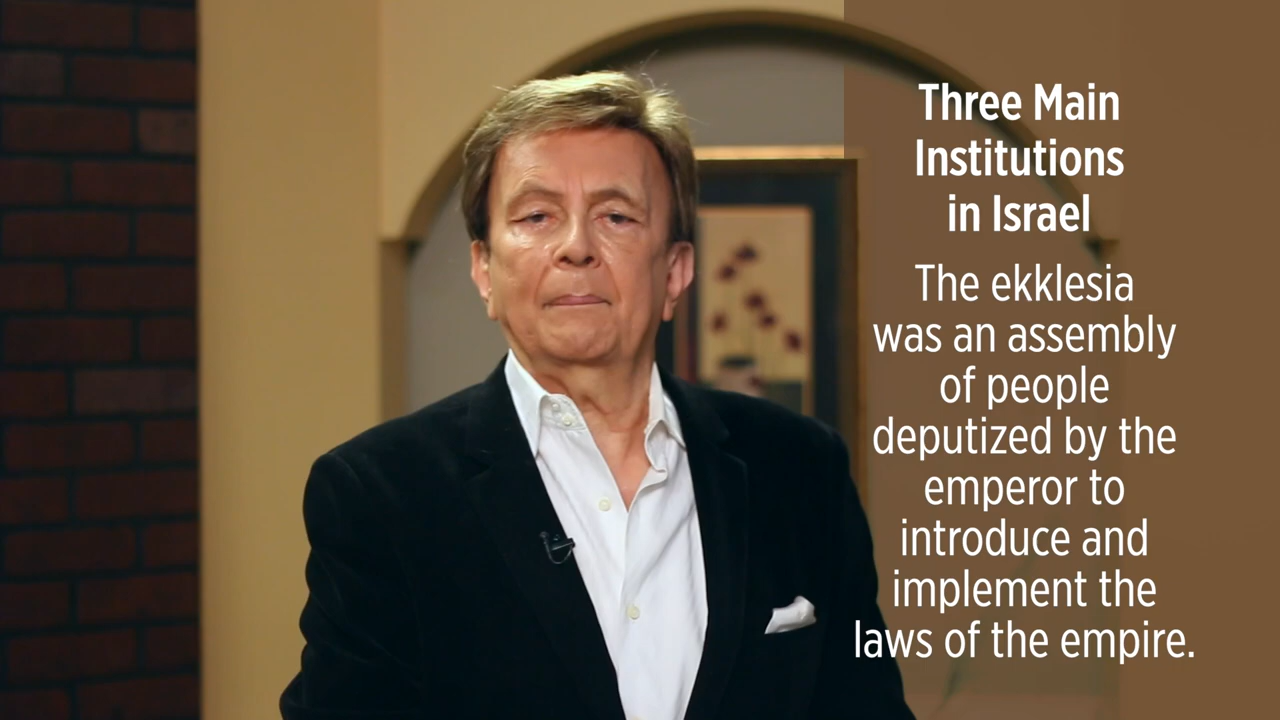 Three Main
Institutions
in Israel
The ekklesia
was an assembly
of people
deputized by the
emperor to
introduce and
implement the
laws of the empire.